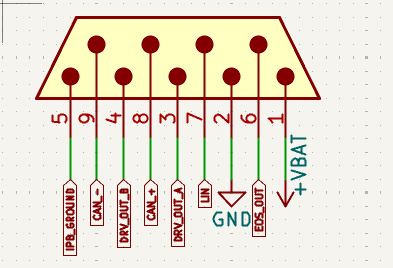 5
9
4
8
3
7
2
6
1
IPB_GROUND
CAN_-
DRV_OUT_B
CAN_+
DRV_OUT_A
LIN
GND
EOS_OUT
+VBAT